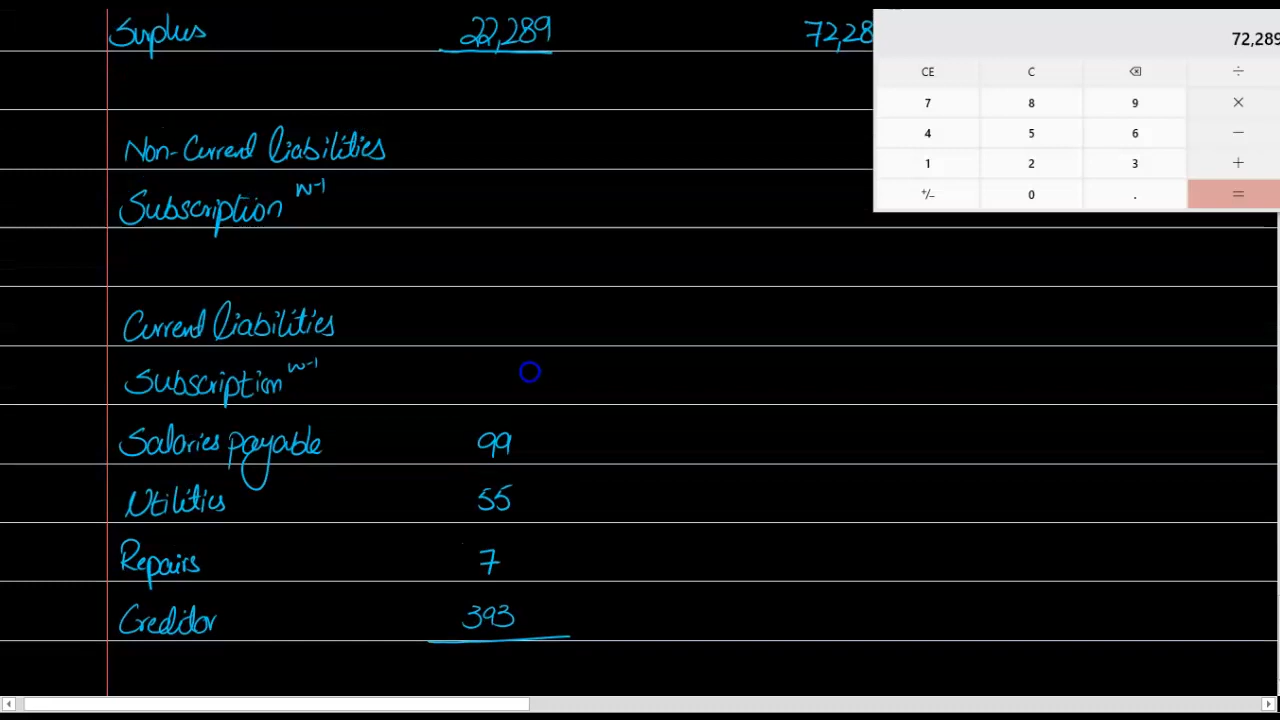 Surplus 22,289 72,28
72,289
CE C ÷
7 8 9 ×
4 5 6 −
1 2 3 +
+/− 0 . =
Non-Current liabilities
Subscription W-1
Current liabilities
Subscription W-1
Salaries payable 99
Utilities 55
Repairs 7
Creditor 393